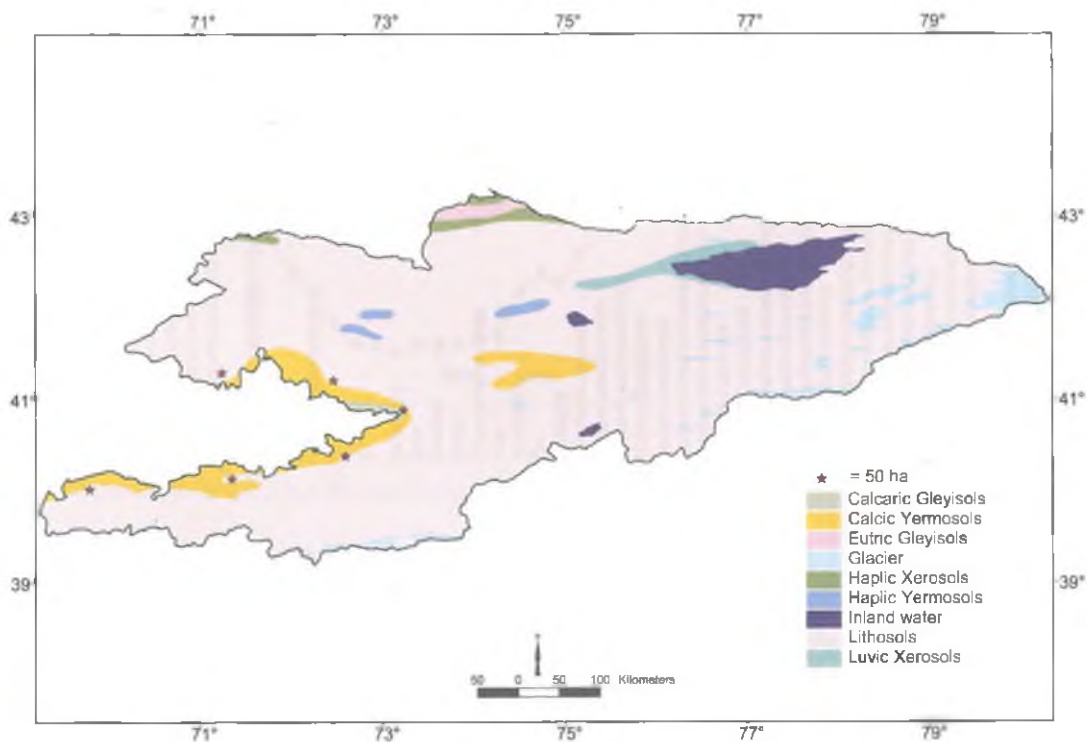 71° 73° 75° 77° 79°
43° 43°
41° 41°
39° 39°
= 50 ha
Calcaric Gleyisols
Calcic Yermosols
Eutric Gleyisols
Glacier
Haplic Xerosols
Haplic Yermosols
Inland water
Lithosols
Luvic Xerosols
50 0 50 100 Kilometers
71° 73° 75° 77° 79°